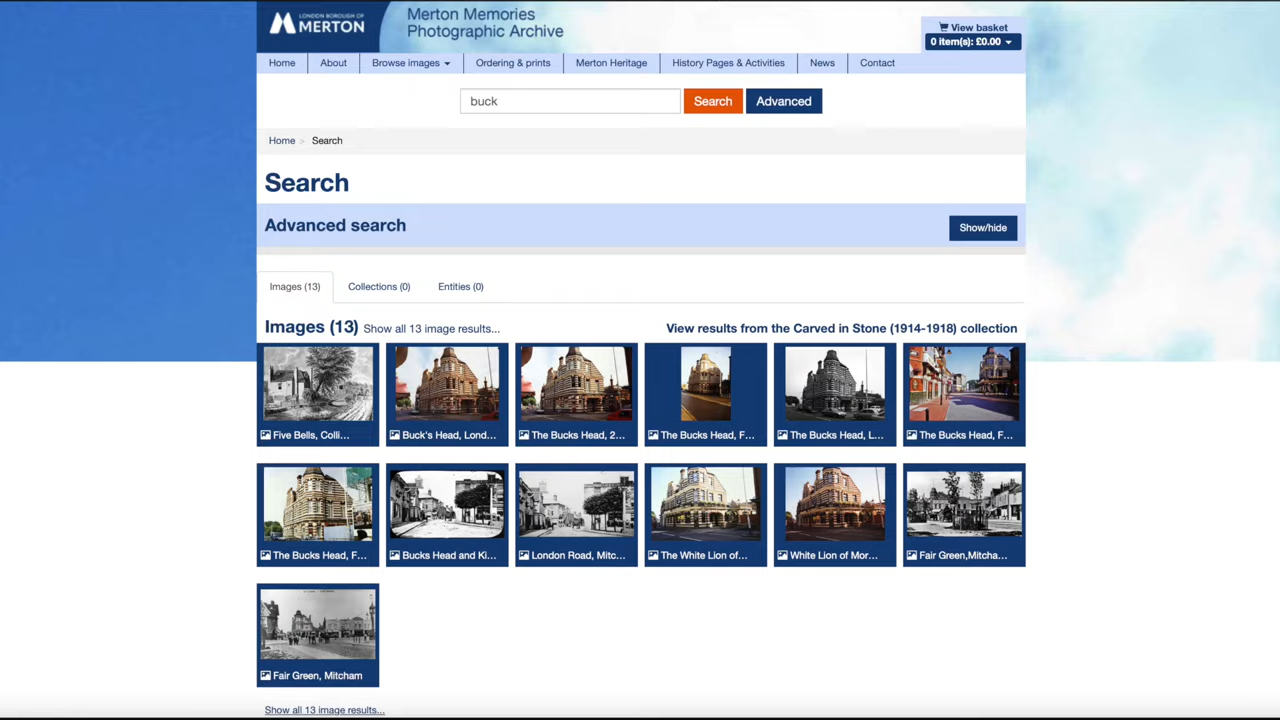 LONDON BOROUGH OF
MERTON
Merton Memories
Photographic Archive
View basket
0 item(s): £0.00
Home
About
Browse images
Ordering & prints
Merton Heritage
History Pages & Activities
News
Contact
buck
Search
Advanced
Home > Search
Search
Advanced search
Show/hide
Images (13)
Collections (0)
Entities (0)
Images (13) Show all 13 image results...
View results from the Carved in Stone (1914-1918) collection
Five Bells, Colli...
Buck's Head, Lond...
The Bucks Head, 2...
The Bucks Head, F...
The Bucks Head, L...
The Bucks Head, F...
The Bucks Head, F...
Bucks Head and Ki...
London Road, Mitc...
The White Lion of...
White Lion of Mor...
Fair Green,Mitcha...
Fair Green, Mitcham
Show all 13 image results...